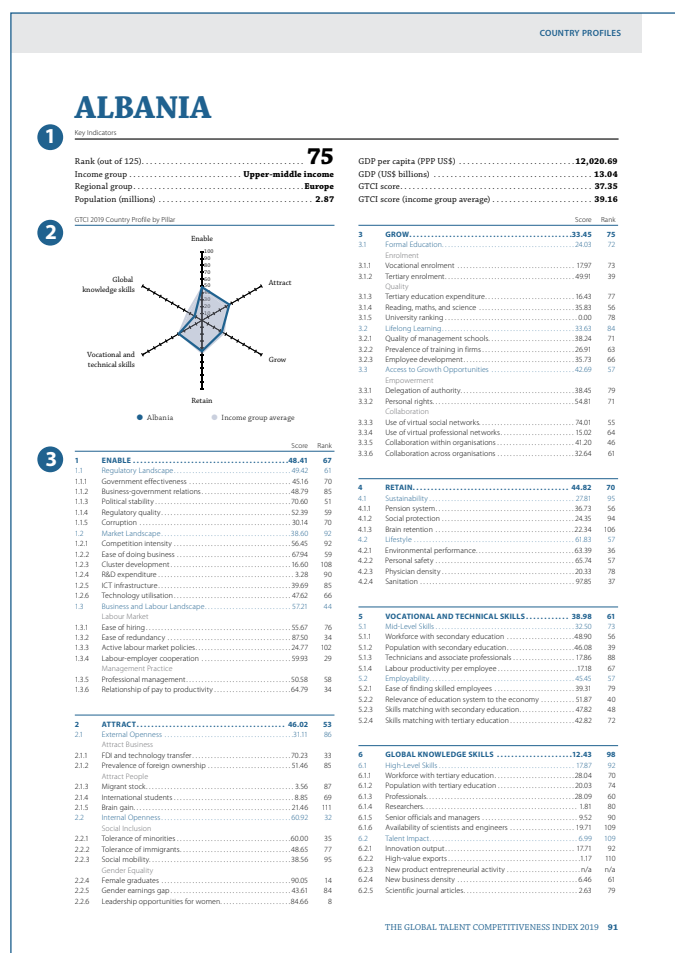 COUNTRY PROFILES
ALBANIA
1
Key Indicators
Rank (out of 125) 75
Income group Upper-middle income
Regional group Europe
Population (millions) 2.87
GDP per capita (PPP US$) 12,020.69
GDP (US$ billions) 13.04
GTCI score 37.35
GTCI score (income group average) 39.16
2
GTCI 2019 Country Profile by Pillar
Enable
100
90
80
70
60
50
Global
knowledge skills
Attract
Vocational and
technical skills
Grow
Retain
Albania
Income group average
3
Score Rank
1 ENABLE 48.41 67
1.1 Regulatory Landscape 49.42 61
1.1.1 Government effectiveness 45.16 70
1.1.2 Business-government relations 48.79 85
1.1.3 Political stability 70.60 51
1.1.4 Regulatory quality 52.39 59
1.1.5 Corruption 30.14 70
1.2 Market Landscape 38.60 92
1.2.1 Competition intensity 56.45 92
1.2.2 Ease of doing business 67.94 59
1.2.3 Cluster development 16.60 108
1.2.4 R&D expenditure 3.28 90
1.2.5 ICT infrastructure 39.69 85
1.2.6 Technology utilisation 47.62 66
1.3 Business and Labour Landscape 57.21 44
Labour Market
1.3.1 Ease of hiring 55.67 76
1.3.2 Ease of redundancy 87.50 34
1.3.3 Active labour market policies 24.77 102
1.3.4 Labour-employer cooperation 59.93 29
Management Practice
1.3.5 Professional management 50.58 58
1.3.6 Relationship of pay to productivity 64.79 34
2 ATTRACT 46.02 53
2.1 External Openness 31.11 86
Attract Business
2.1.1 FDI and technology transfer 70.23 33
2.1.2 Prevalence of foreign ownership 51.46 85
Attract People
2.1.3 Migrant stock 3.56 87
2.1.4 International students 8.85 69
2.1.5 Brain gain 21.46 111
2.2 Internal Openness 60.92 32
Social Inclusion
2.2.1 Tolerance of minorities 60.00 35
2.2.2 Tolerance of immigrants 48.65 77
2.2.3 Social mobility 38.56 95
Gender Equality
2.2.4 Female graduates 90.05 14
2.2.5 Gender earnings gap 43.61 84
2.2.6 Leadership opportunities for women 84.66 8
Score Rank
3 GROW 33.45 75
3.1 Formal Education 24.03 72
Enrolment
3.1.1 Vocational enrolment 17.97 73
3.1.2 Tertiary enrolment 49.91 39
Quality
3.1.3 Tertiary education expenditure 16.43 77
3.1.4 Reading, maths, and science 35.83 56
3.1.5 University ranking 0.00 78
3.2 Lifelong Learning 33.63 84
3.2.1 Quality of management schools 38.24 71
3.2.2 Prevalence of training in firms 26.91 63
3.2.3 Employee development 35.73 66
3.3 Access to Growth Opportunities 42.69 57
Empowerment
3.3.1 Delegation of authority 38.45 79
3.3.2 Personal rights 54.81 71
Collaboration
3.3.3 Use of virtual social networks 74.01 55
3.3.4 Use of virtual professional networks 15.02 64
3.3.5 Collaboration within organisations 41.20 46
3.3.6 Collaboration across organisations 32.64 61
4 RETAIN 44.82 70
4.1 Sustainability 27.81 95
4.1.1 Pension system 36.73 56
4.1.2 Social protection 24.35 94
4.1.3 Brain retention 22.34 106
4.2 Lifestyle 61.83 57
4.2.1 Environmental performance 63.39 36
4.2.2 Personal safety 65.74 57
4.2.3 Physician density 20.33 78
4.2.4 Sanitation 97.85 37
5 VOCATIONAL AND TECHNICAL SKILLS 38.98 61
5.1 Mid-Level Skills 32.50 73
5.1.1 Workforce with secondary education 48.90 56
5.1.2 Population with secondary education 46.08 39
5.1.3 Technicians and associate professionals 17.86 88
5.1.4 Labour productivity per employee 17.18 67
5.2 Employability 45.45 57
5.2.1 Ease of finding skilled employees 39.31 79
5.2.2 Relevance of education system to the economy 51.87 40
5.2.3 Skills matching with secondary education 47.82 48
5.2.4 Skills matching with tertiary education 42.82 72
6 GLOBAL KNOWLEDGE SKILLS 12.43 98
6.1 High-Level Skills 17.87 92
6.1.1 Workforce with tertiary education 28.04 70
6.1.2 Population with tertiary education 20.03 74
6.1.3 Professionals 28.09 60
6.1.4 Researchers 1.81 80
6.1.5 Senior officials and managers 9.52 90
6.1.6 Availability of scientists and engineers 19.71 109
6.2 Talent Impact 6.99 109
6.2.1 Innovation output 17.71 92
6.2.2 High-value exports 1.17 110
6.2.3 New product entrepreneurial activity n/a n/a
6.2.4 New business density 6.46 61
6.2.5 Scientific journal articles 2.63 79
THE GLOBAL TALENT COMPETITIVENESS INDEX 2019 91